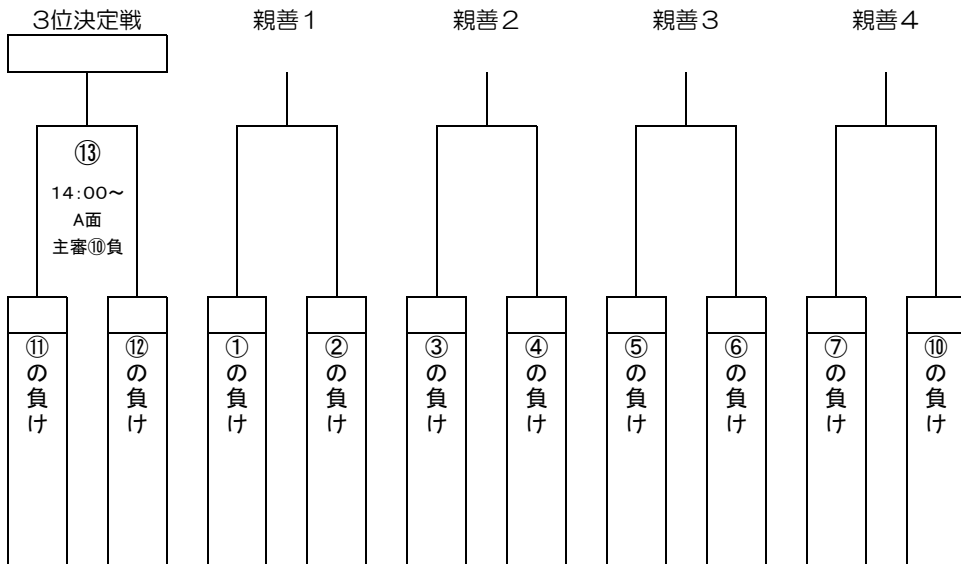 3位決定戦
親善1
親善2
親善3
親善4
⑬
14:00~
A面
主審⑩負
⑪の負け
⑫の負け
①の負け
②の負け
③の負け
④の負け
⑤の負け
⑥の負け
⑦の負け
⑩の負け